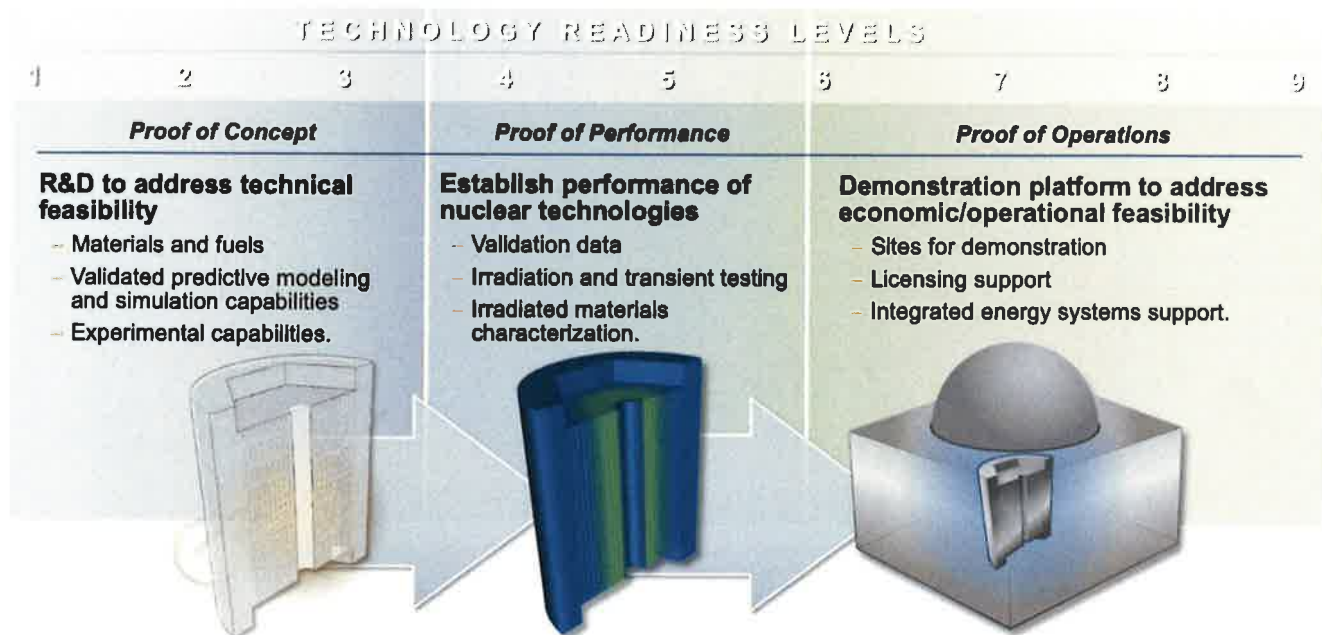 TECHNOLOGY READINESS LEVELS
1 2 3 4 5 6 7 8 9
Proof of Concept
Proof of Performance
Proof of Operations
R&D to address technical
feasibility
– Materials and fuels
– Validated predictive modeling
and simulation capabilities
– Experimental capabilities.
Establish performance of
nuclear technologies
– Validation data
– Irradiation and transient testing
– Irradiated materials
characterization.
Demonstration platform to address
economic/operational feasibility
– Sites for demonstration
– Licensing support
– Integrated energy systems support.